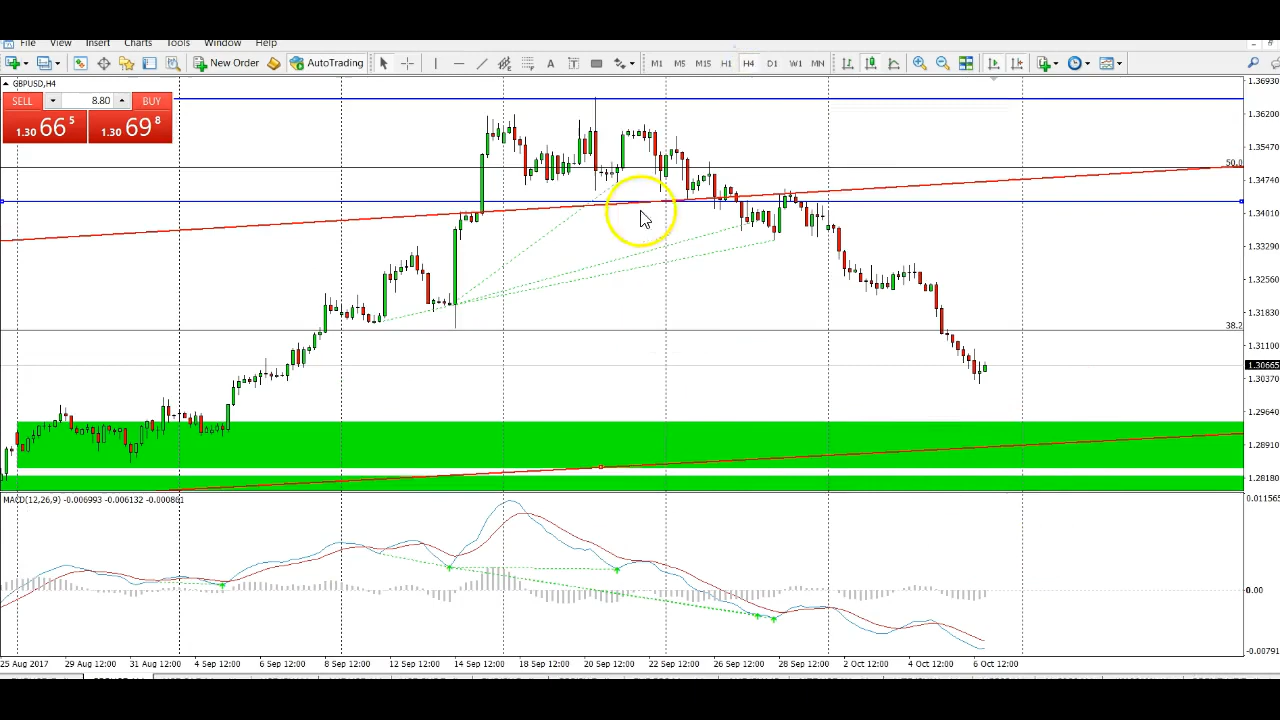 File View Insert Charts Tools Window Help
New Order AutoTrading A T M1 M5 M15 H1 H4 D1 W1 MN
GBPUSD,H4
SELL 8.80 BUY
1.30 66 5 1.30 69 8
1.36930
1.36200
1.35470
50.0
1.34740
1.34010
1.33290
1.32560
1.31830
38.2
1.31100
1.30665
1.30370
1.29640
1.28910
1.28180
MACD(12,26,9) -0.006993 -0.006132 -0.000861
0.011565
0.00
-0.00791
25 Aug 2017 29 Aug 12:00 31 Aug 12:00 4 Sep 12:00 6 Sep 12:00 8 Sep 12:00 12 Sep 12:00 14 Sep 12:00 18 Sep 12:00 20 Sep 12:00 22 Sep 12:00 26 Sep 12:00 28 Sep 12:00 2 Oct 12:00 4 Oct 12:00 6 Oct 12:00